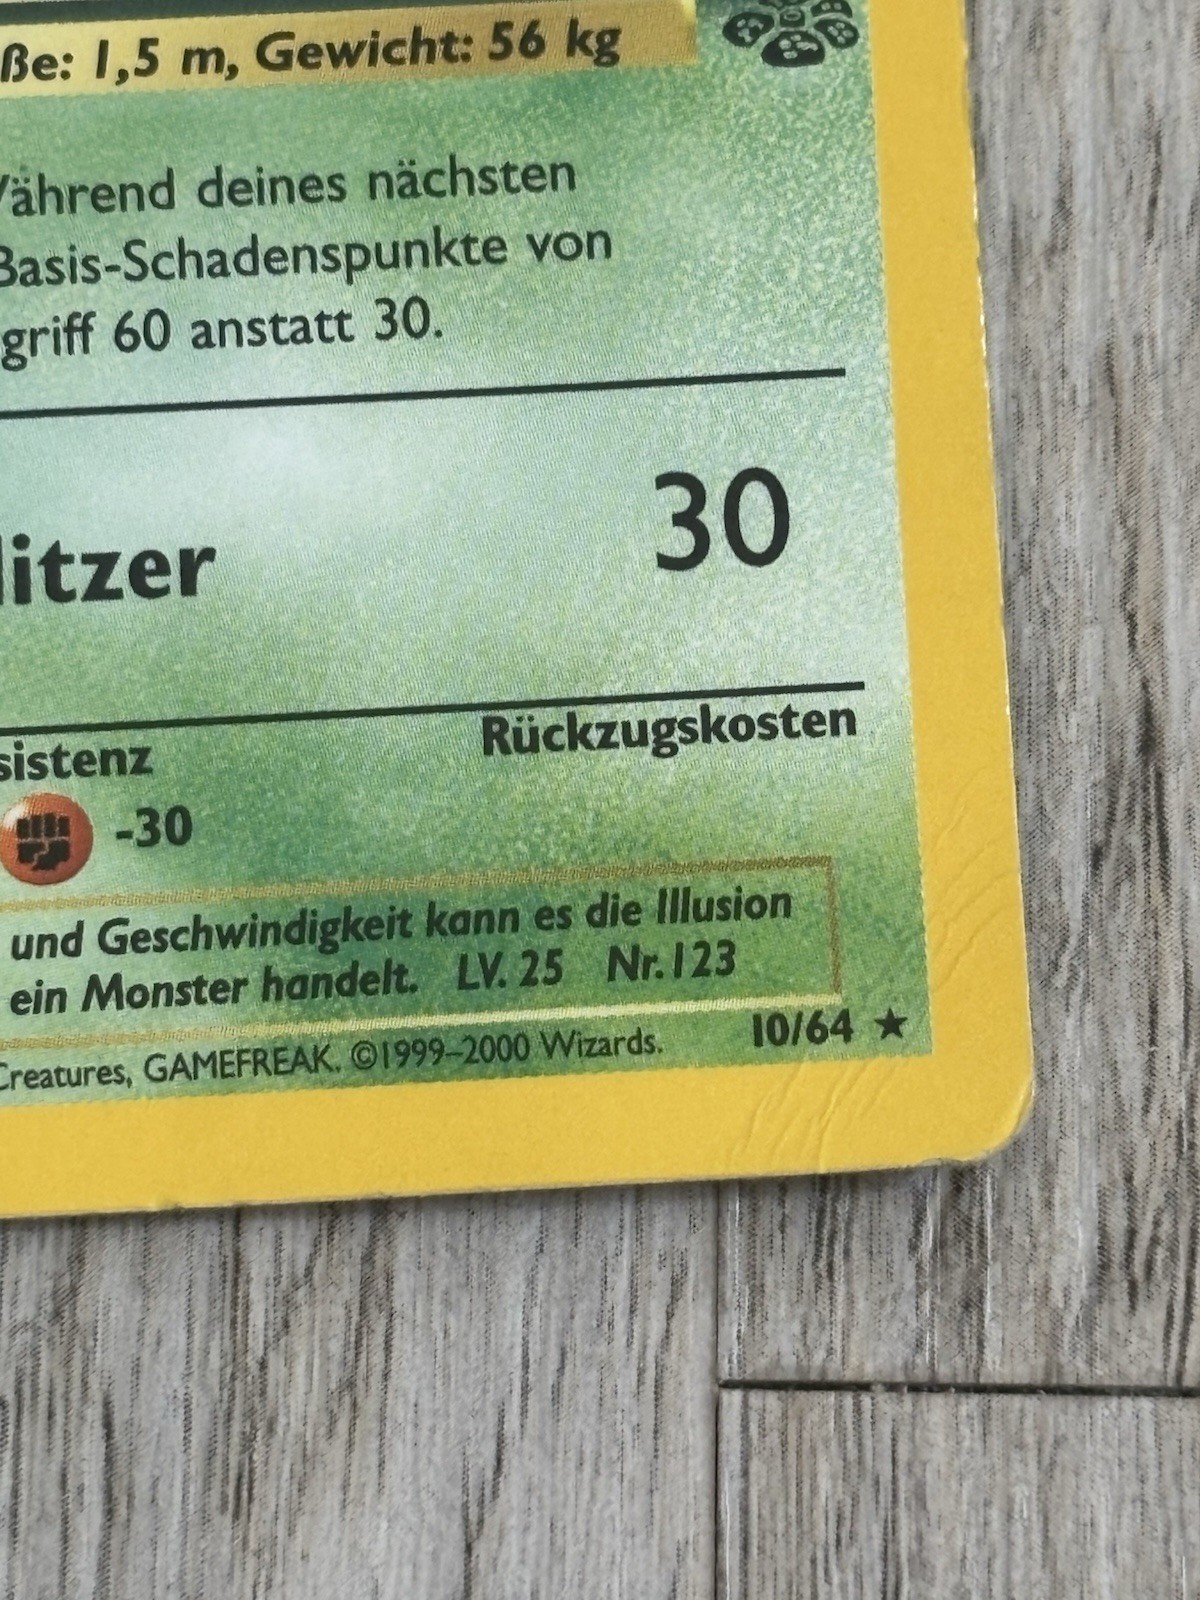 ße: 1,5 m, Gewicht: 56 kg
Während deines nächsten
Basis-Schadenspunkte von
griff 60 anstatt 30.
litzer 30
sistenz Rückzugskosten
-30
und Geschwindigkeit kann es die Illusion
ein Monster handelt. LV. 25 Nr. 123
Creatures, GAMEFREAK. ©1999–2000 Wizards. 10/64 ★